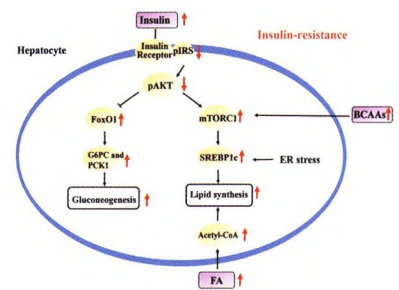 Insulin
Insulin-resistance
Hepatocyte
Insulin
Receptor
pIRS
pAKT
FoxO1
mTORC1
BCAAs
G6PC and
PCK1
SREBP1c
ER stress
Gluconeogenesis
Lipid synthesis
Acetyl-CoA
FA